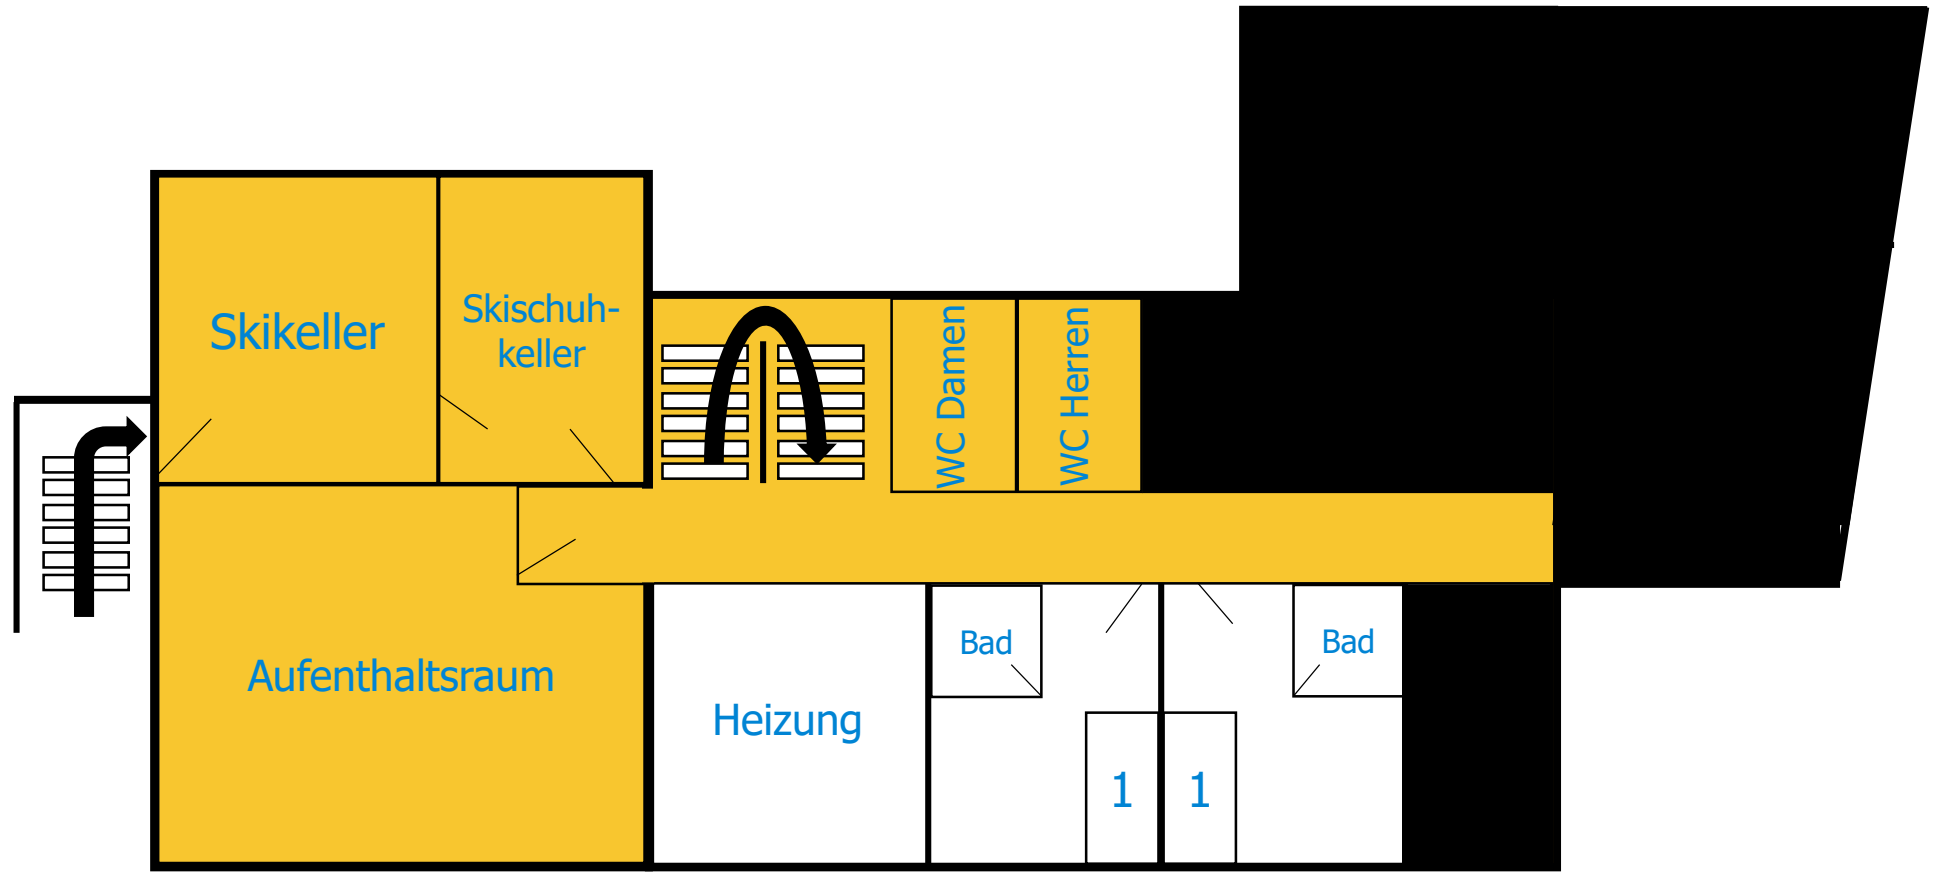 Skikeller
Skischuh-
keller
WC Damen
WC Herren
Aufenthaltsraum
Heizung
Bad
Bad
1
1